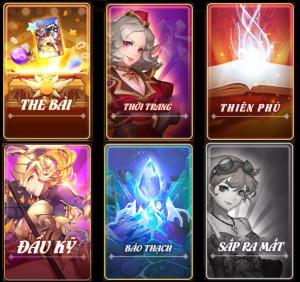 THẺ BÀI
THỜI TRANG
THIÊN PHÚ
ĐẤU KỸ
BẢO THẠCH
SẮP RA MẮT